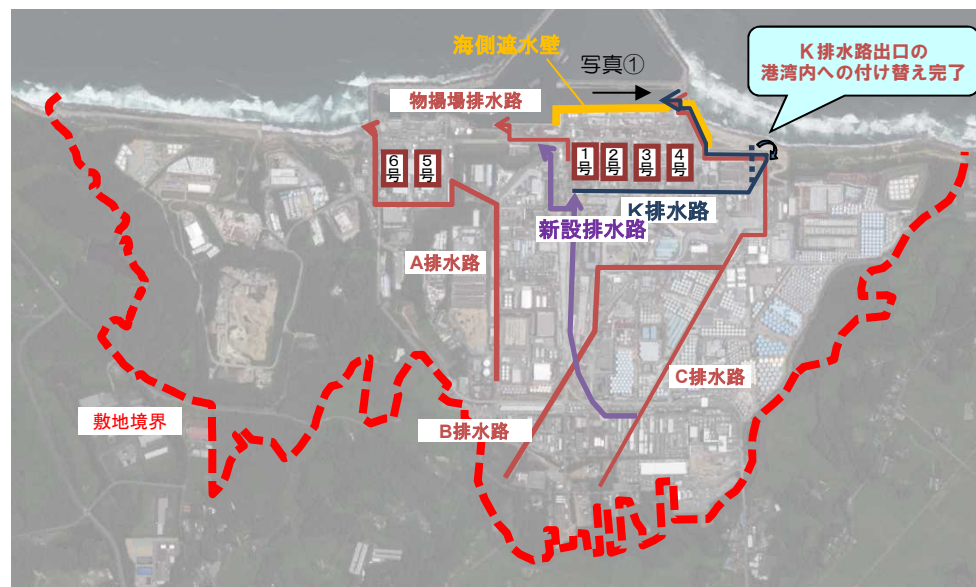 海側遮水壁
写真①
K排水路出口の
港湾内への付け替え完了
物揚場排水路
6号
5号
1号
2号
3号
4号
K排水路
新設排水路
A排水路
C排水路
B排水路
敷地境界